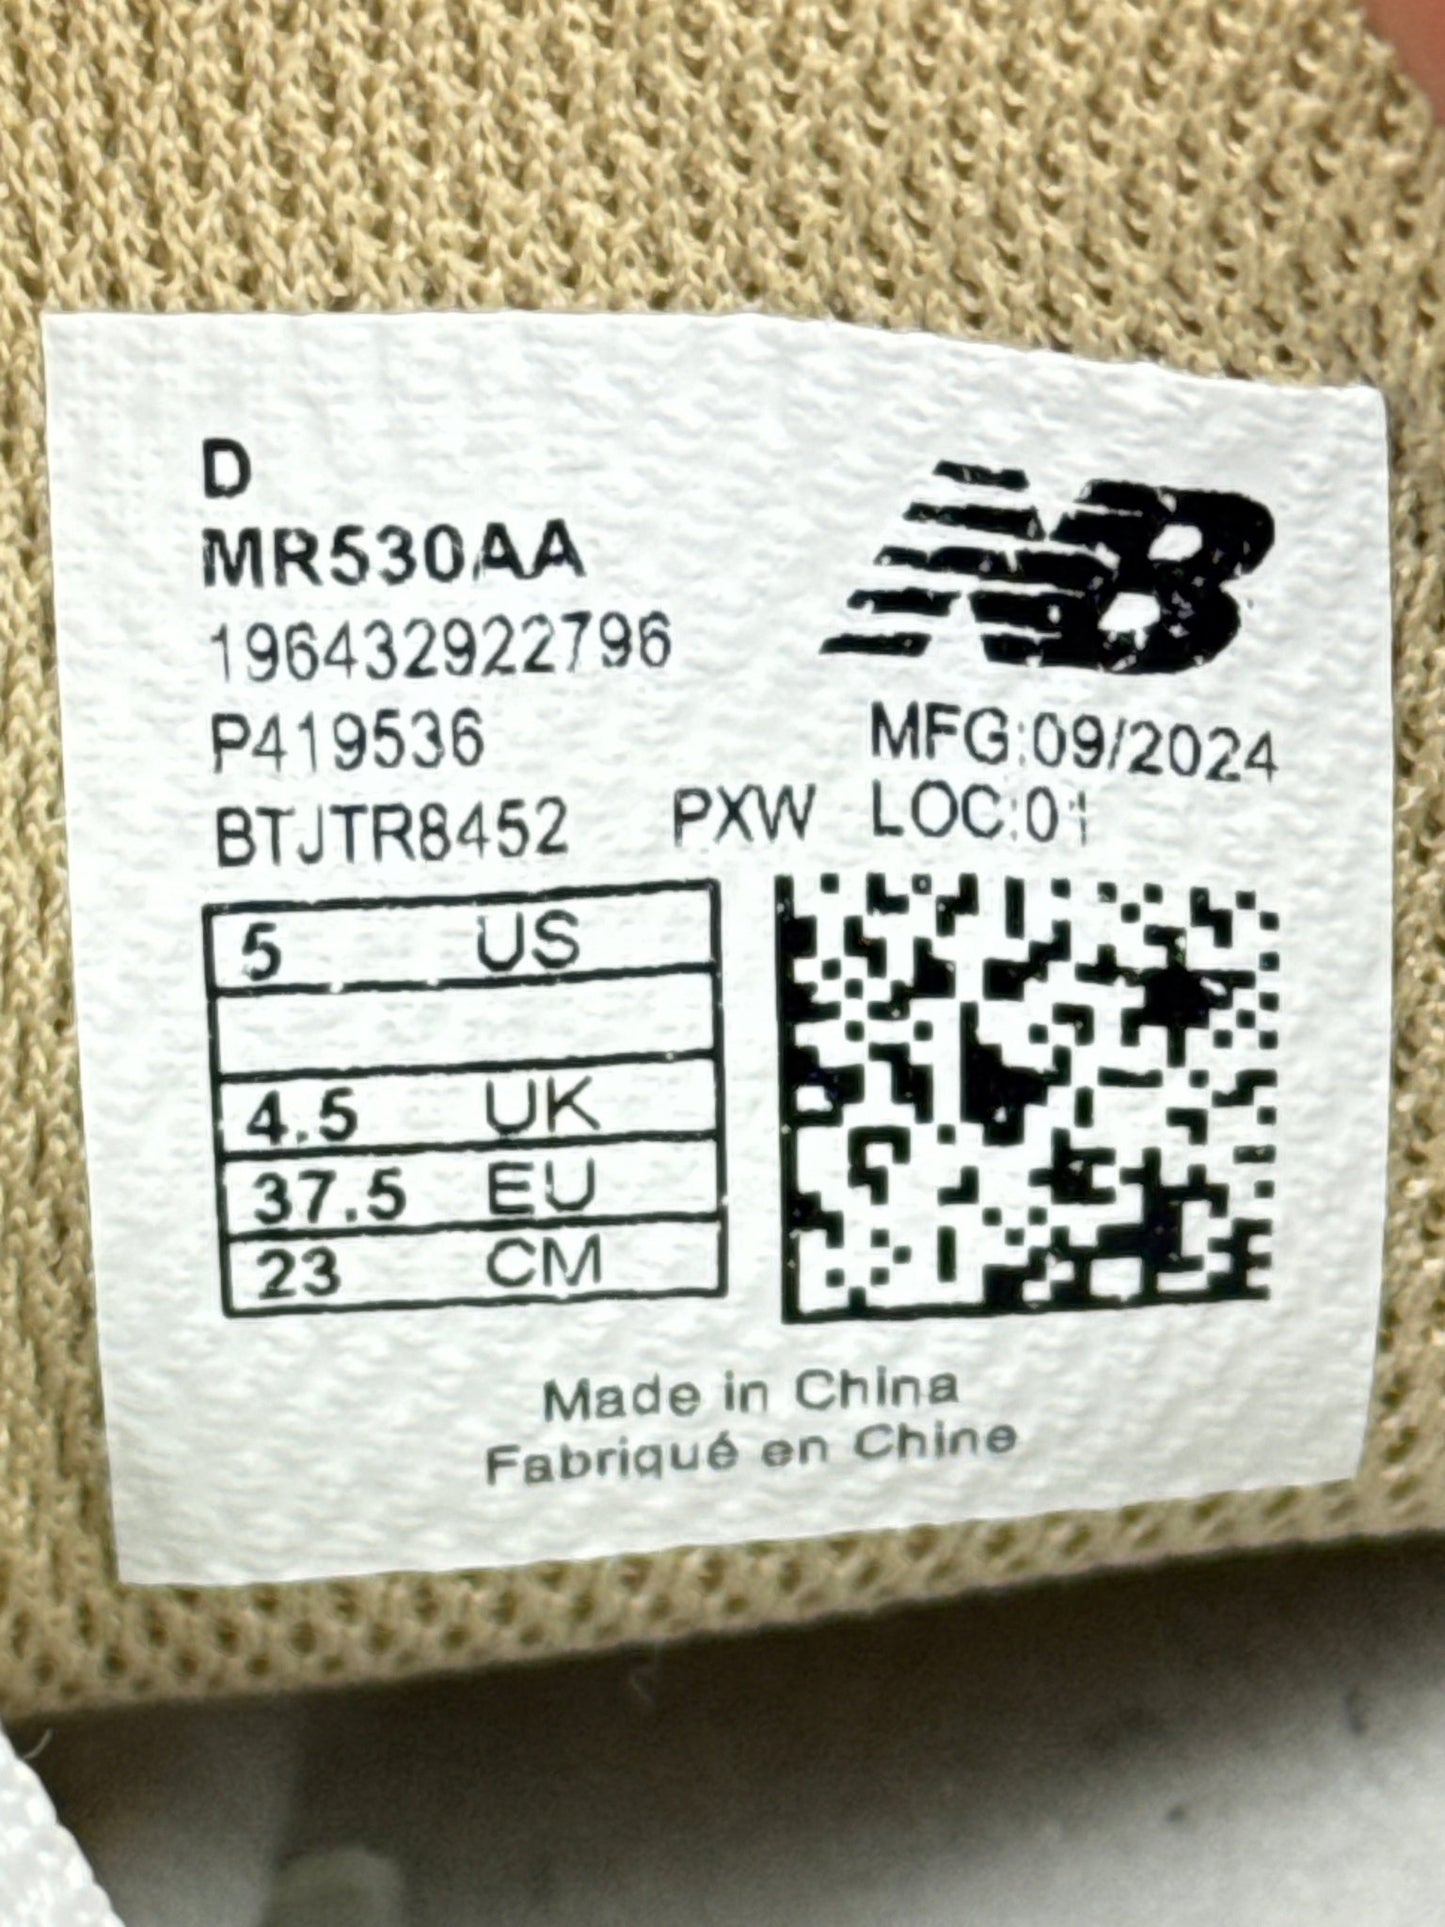 D
MR530AA
196432922796
P419536
BTJTR8452
NB
MFG:09/2024
PXW LOC:01
5 US
4.5 UK
37.5 EU
23 CM
Made in China
Fabriqué en Chine